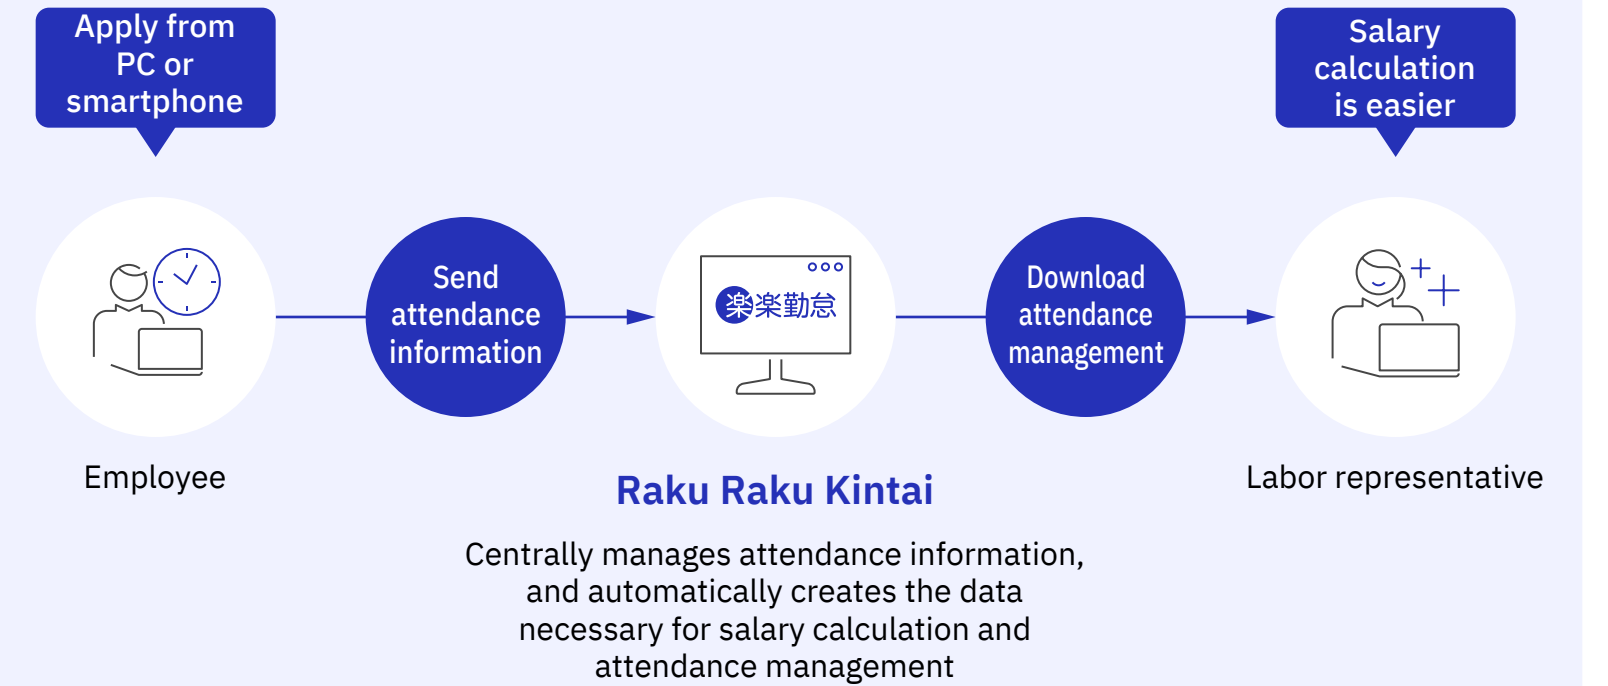 Apply from
PC or
smartphone
Salary
calculation
is easier
Send
attendance
information
楽楽勤怠
Download
attendance
management
Employee
Raku Raku Kintai
Labor representative
Centrally manages attendance information,
and automatically creates the data
necessary for salary calculation and
attendance management